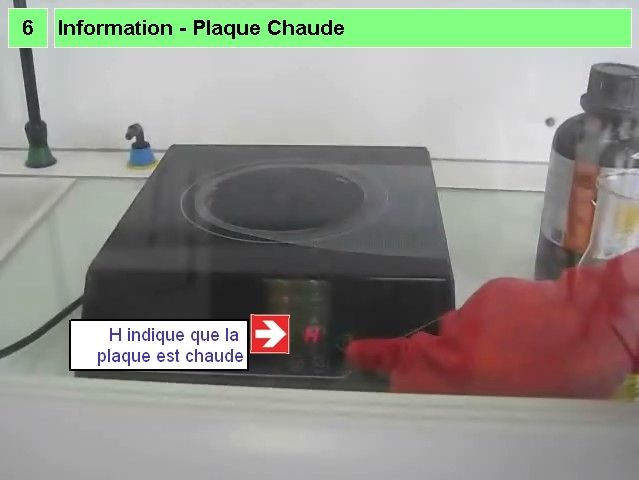 6 Information - Plaque Chaude
H indique que la
plaque est chaude
H